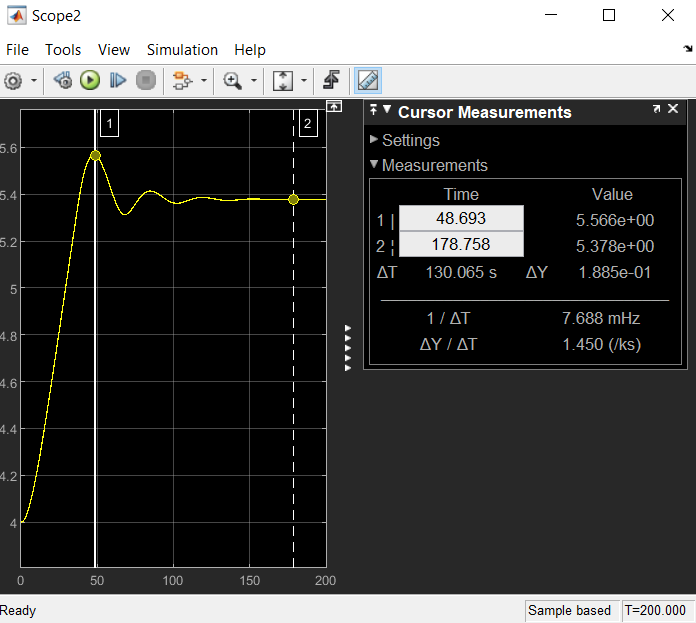 Scope2
File Tools View Simulation Help
1
2
5.6
5.4
5.2
5
4.8
4.6
4.4
4.2
4
0 50 100 150 200
Cursor Measurements
Settings
Measurements
Time Value
1 | 48.693 5.566e+00
2 ¦ 178.758 5.378e+00
ΔT 130.065 s ΔY 1.885e-01
1 / ΔT 7.688 mHz
ΔY / ΔT 1.450 (/ks)
Ready Sample based T=200.000